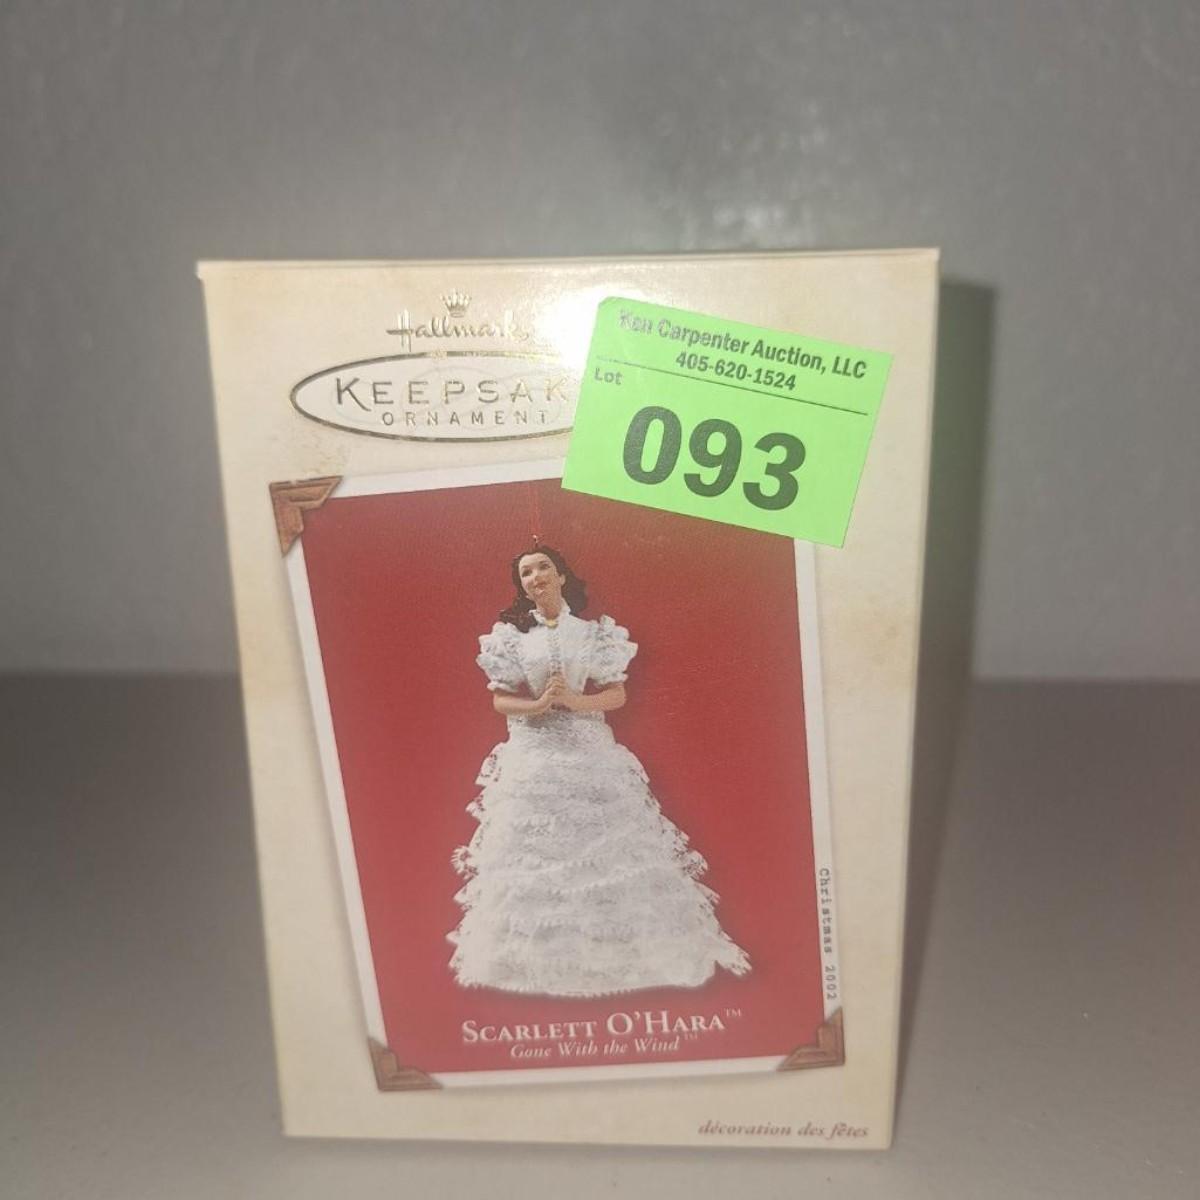 Hallmark
KEEPSAK
ORNAMENT
Ken Carpenter Auction, LLC
405-620-1524
Lot
093
Christmas 2002
SCARLETT O'HARA™
Gone With the Wind™
décoration des fêtes